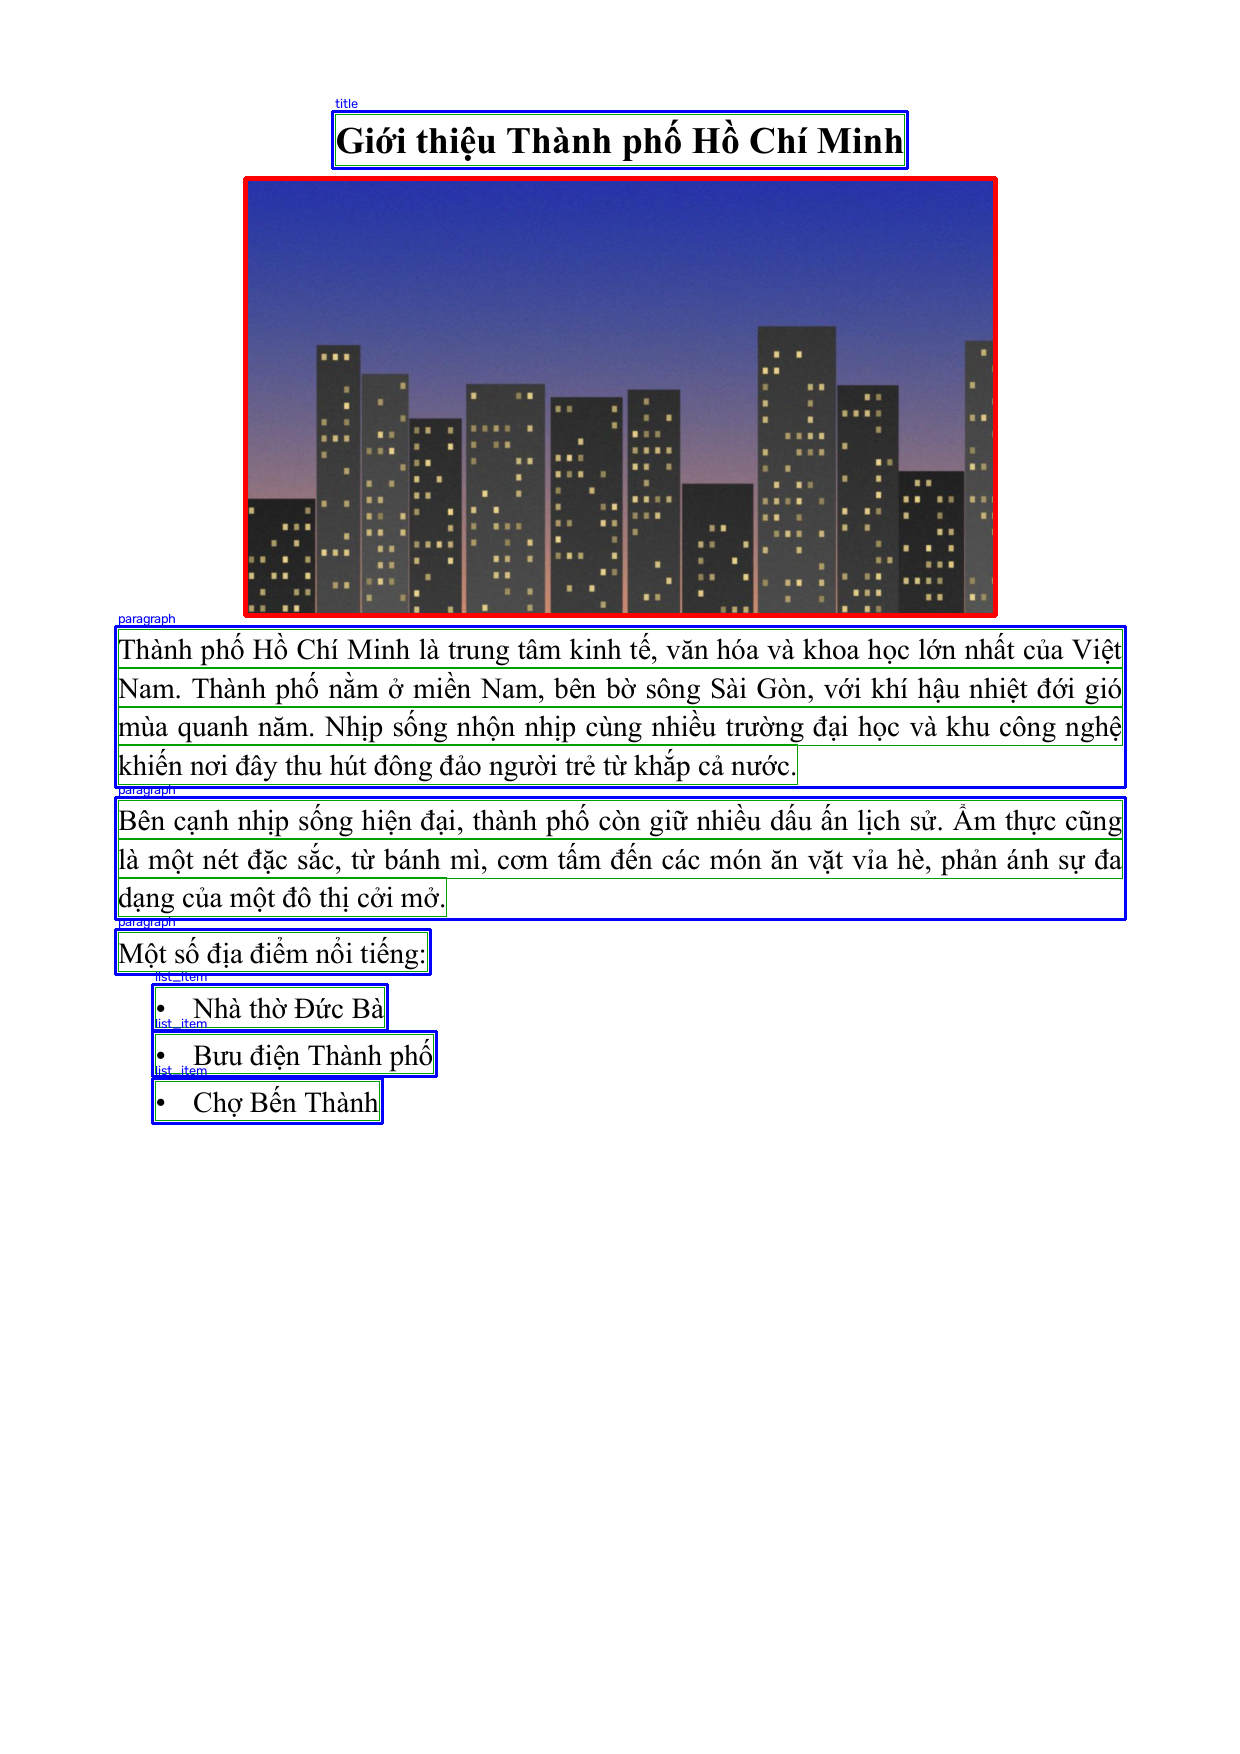 title
Giới thiệu Thành phố Hồ Chí Minh
paragraph
Thành phố Hồ Chí Minh là trung tâm kinh tế, văn hóa và khoa học lớn nhất của Việt
Nam. Thành phố nằm ở miền Nam, bên bờ sông Sài Gòn, với khí hậu nhiệt đới gió
mùa quanh năm. Nhịp sống nhộn nhịp cùng nhiều trường đại học và khu công nghệ
khiến nơi đây thu hút đông đảo người trẻ từ khắp cả nước.
paragraph
Bên cạnh nhịp sống hiện đại, thành phố còn giữ nhiều dấu ấn lịch sử. Ẩm thực cũng
là một nét đặc sắc, từ bánh mì, cơm tấm đến các món ăn vặt vỉa hè, phản ánh sự đa
dạng của một đô thị cởi mở.
paragraph
Một số địa điểm nổi tiếng:
list_item
• Nhà thờ Đức Bà
list_item
• Bưu điện Thành phố
list_item
• Chợ Bến Thành